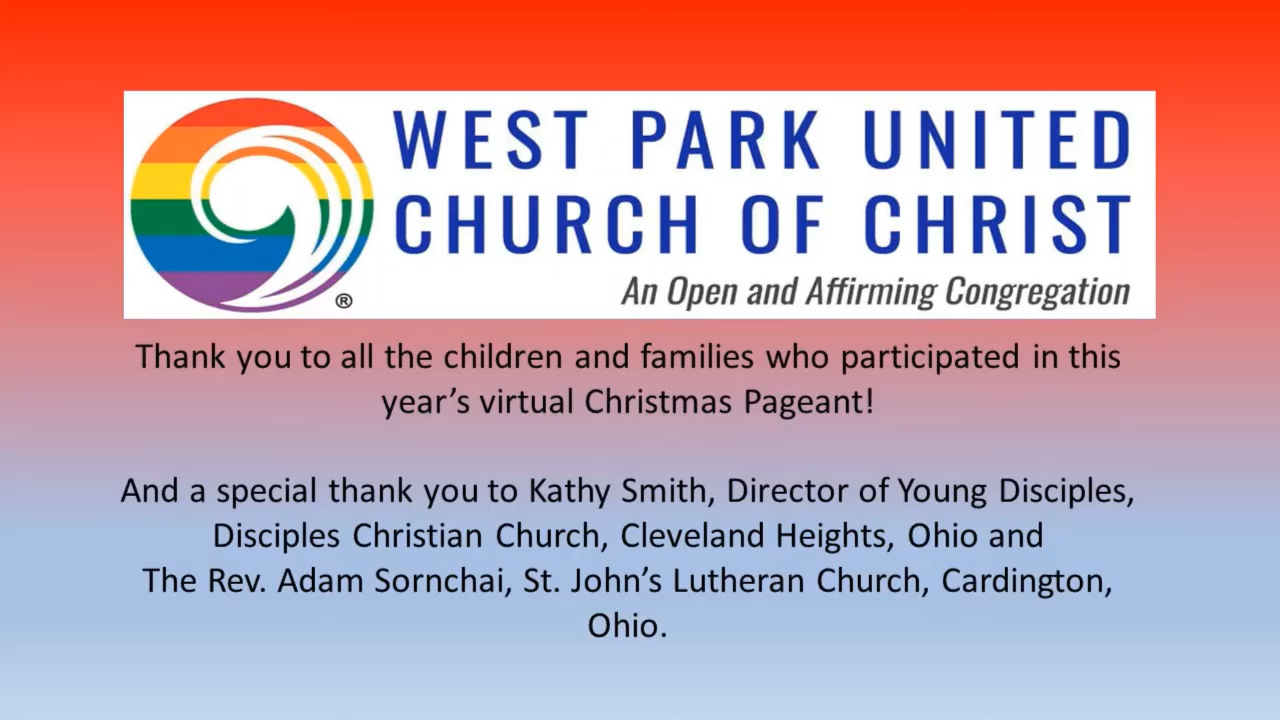 WEST PARK UNITED
CHURCH OF CHRIST
An Open and Affirming Congregation
®
Thank you to all the children and families who participated in this
year’s virtual Christmas Pageant!
And a special thank you to Kathy Smith, Director of Young Disciples,
Disciples Christian Church, Cleveland Heights, Ohio and
The Rev. Adam Sornchai, St. John’s Lutheran Church, Cardington,
Ohio.